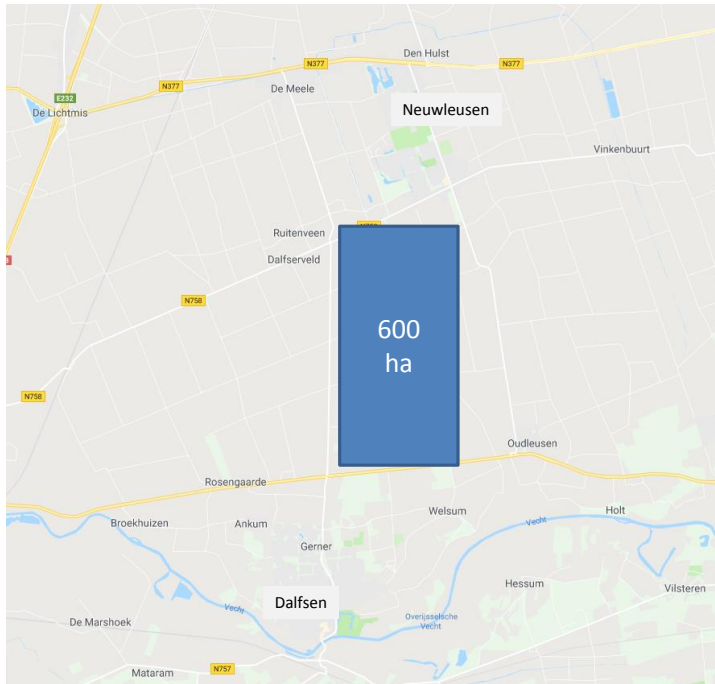 Den Hulst
N377
N377
N377
De Meele
E232
De Lichtmis
Neuwleusen
Vinkenbuurt
Ruitenveen
Dalfserveld
N758
600
ha
N758
Oudleusen
Rosengaarde
Welsum
Holt
Broekhuizen
Ankum
Vecht
Gerner
Hessum
Vilsteren
Dalfsen
Vecht
Overijsselsche
Vecht
De Marshoek
Mataram
N757